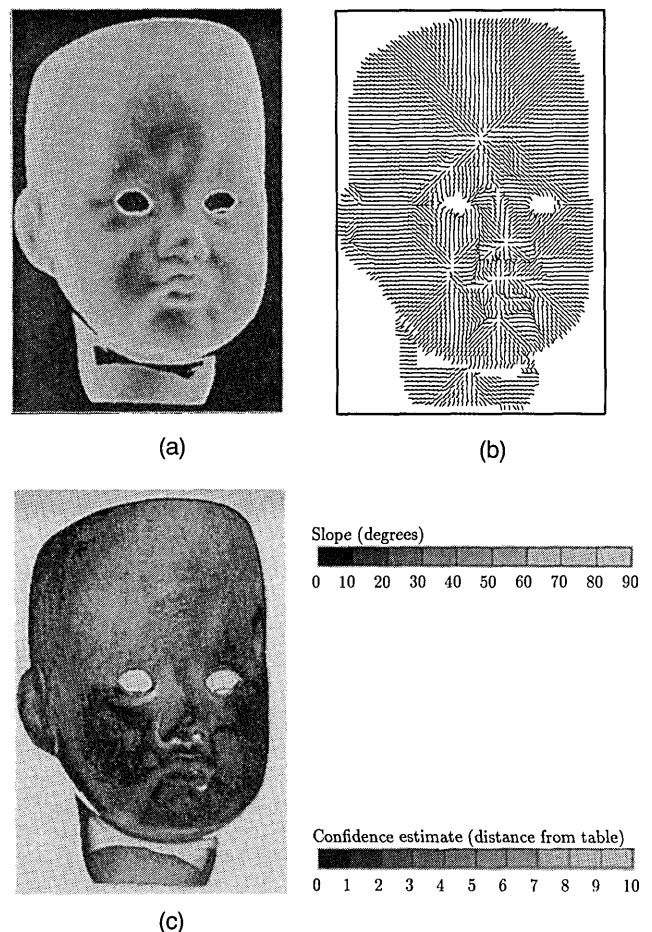 (a)
(b)
Slope (degrees)
0 10 20 30 40 50 60 70 80 90
Confidence estimate (distance from table)
0 1 2 3 4 5 6 7 8 9 10
(c)